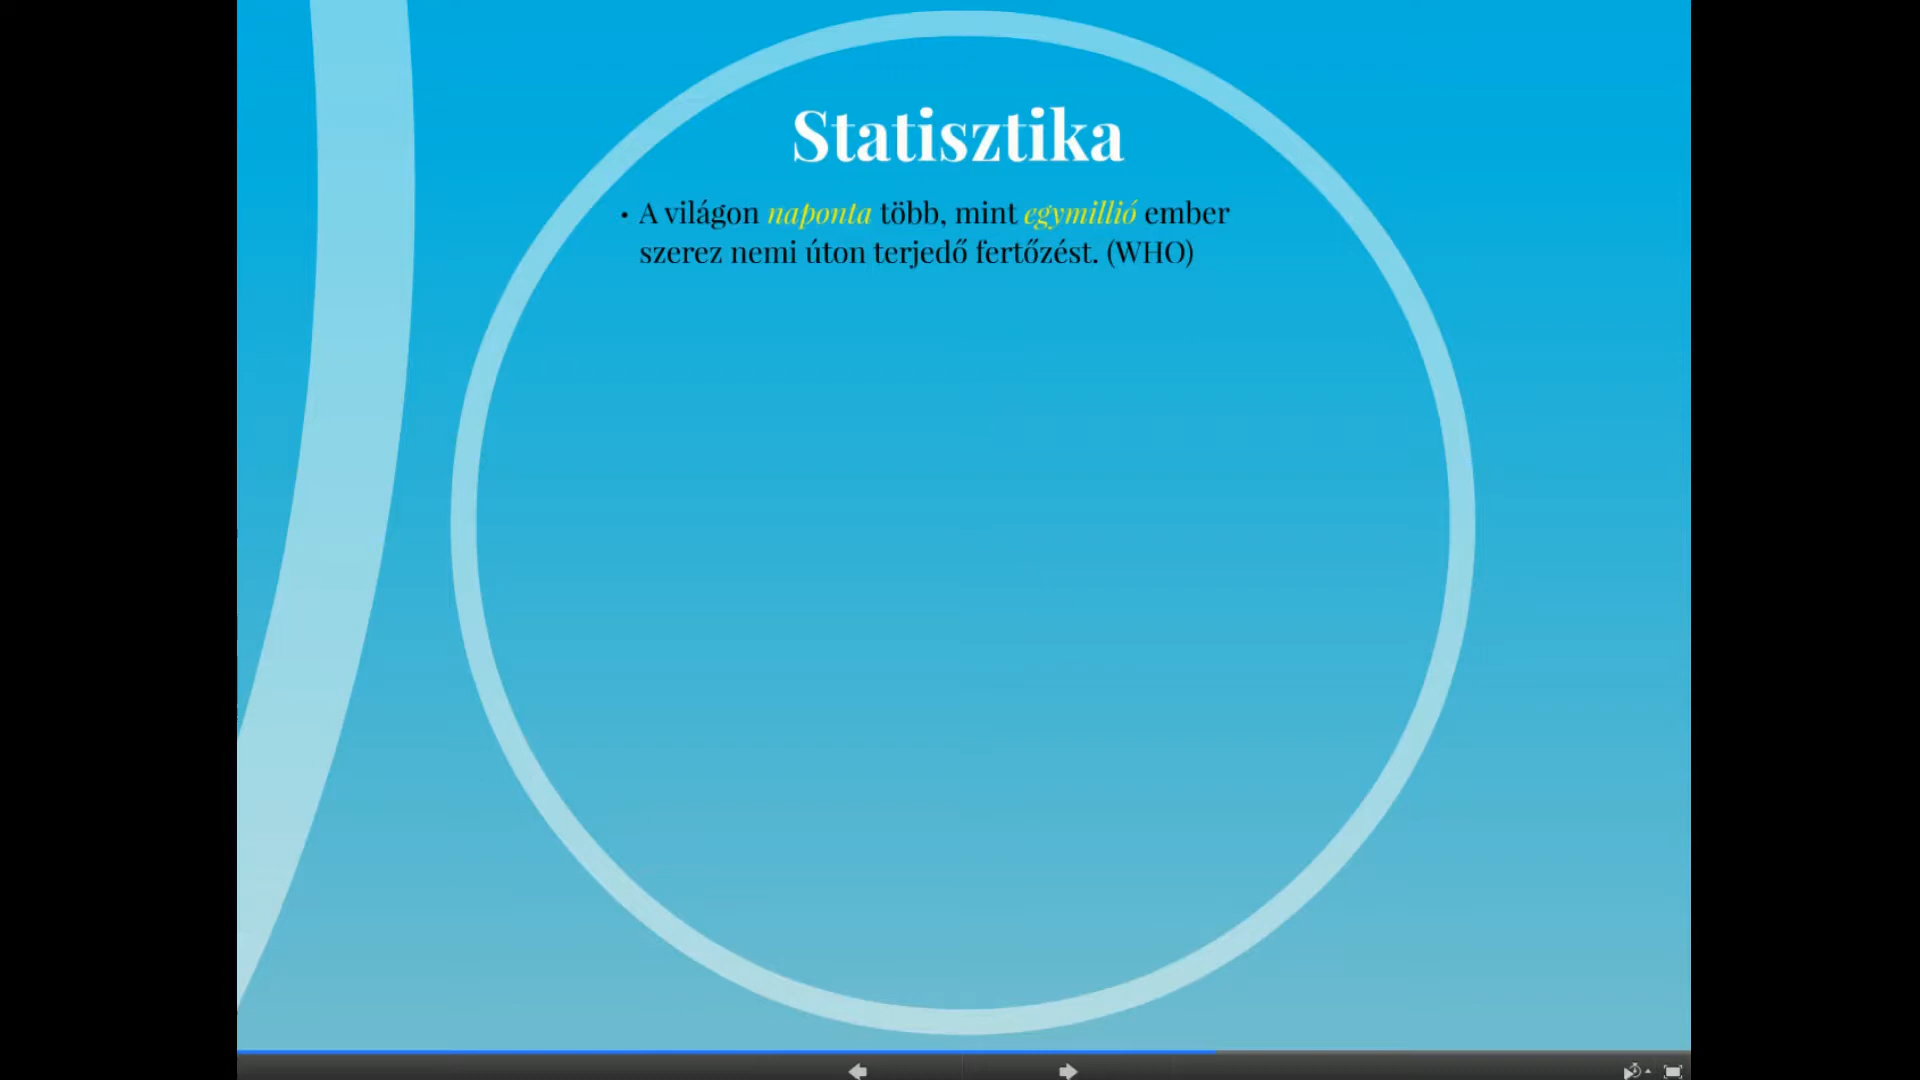 Statisztika
• A világon naponta több, mint egymillió ember
szerez nemi úton terjedő fertőzést. (WHO)